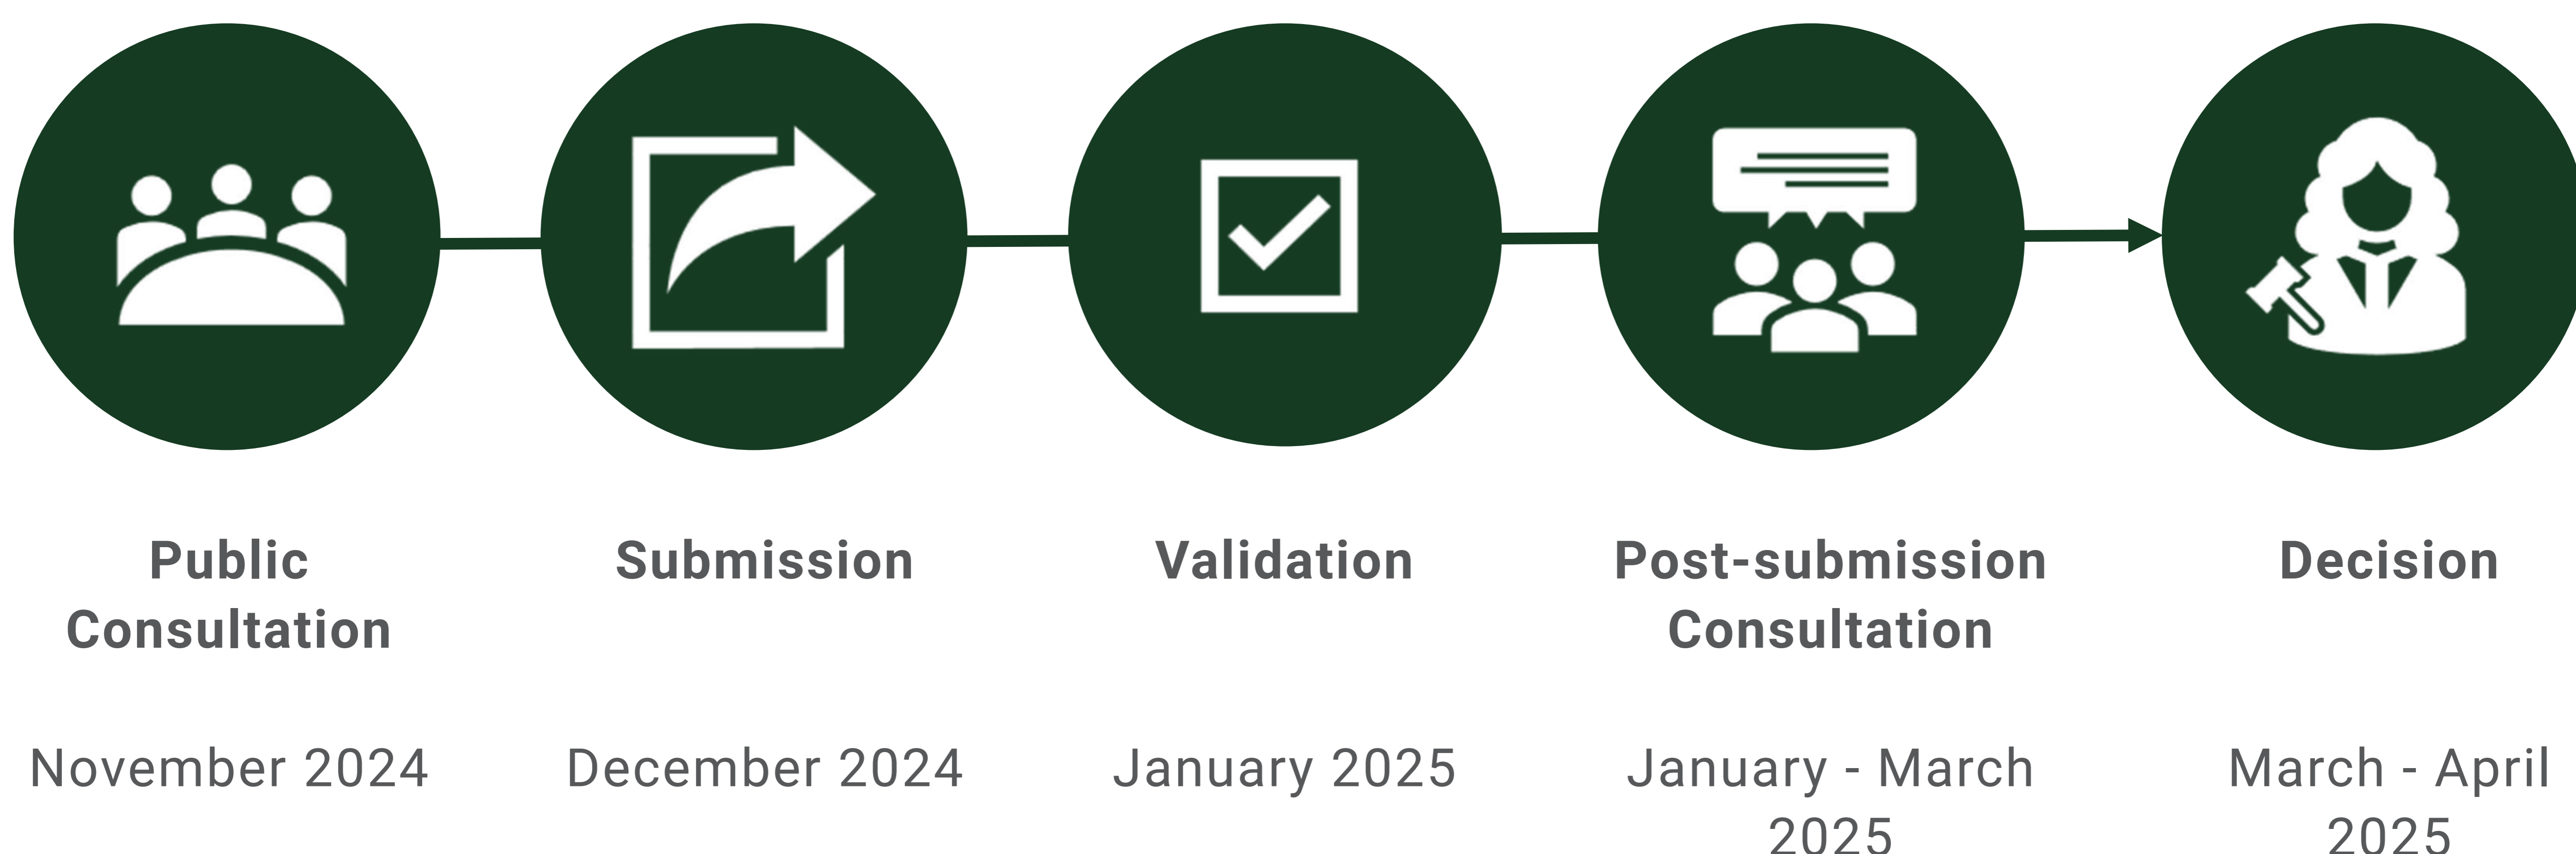 Public
Consultation
November 2024
Submission
December 2024
Validation
January 2025
Post-submission
Consultation
January - March
2025
Decision
March - April
2025